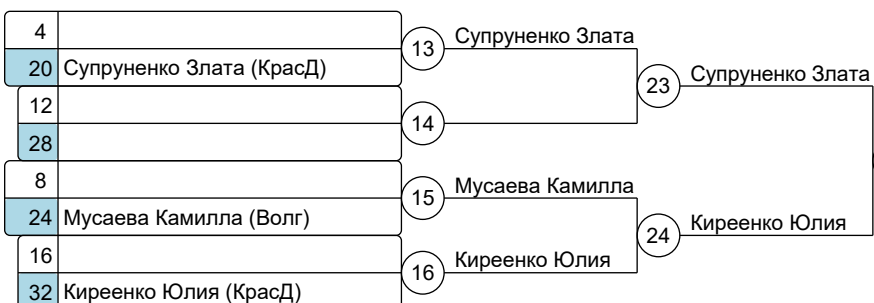 4
20 Супруненко Злата (КрасД)
13
Супруненко Злата
12
28
14
23
Супруненко Злата
8
24 Мусаева Камилла (Волг)
15
Мусаева Камилла
16
32 Киреенко Юлия (КрасД)
16
Киреенко Юлия
24
Киреенко Юлия